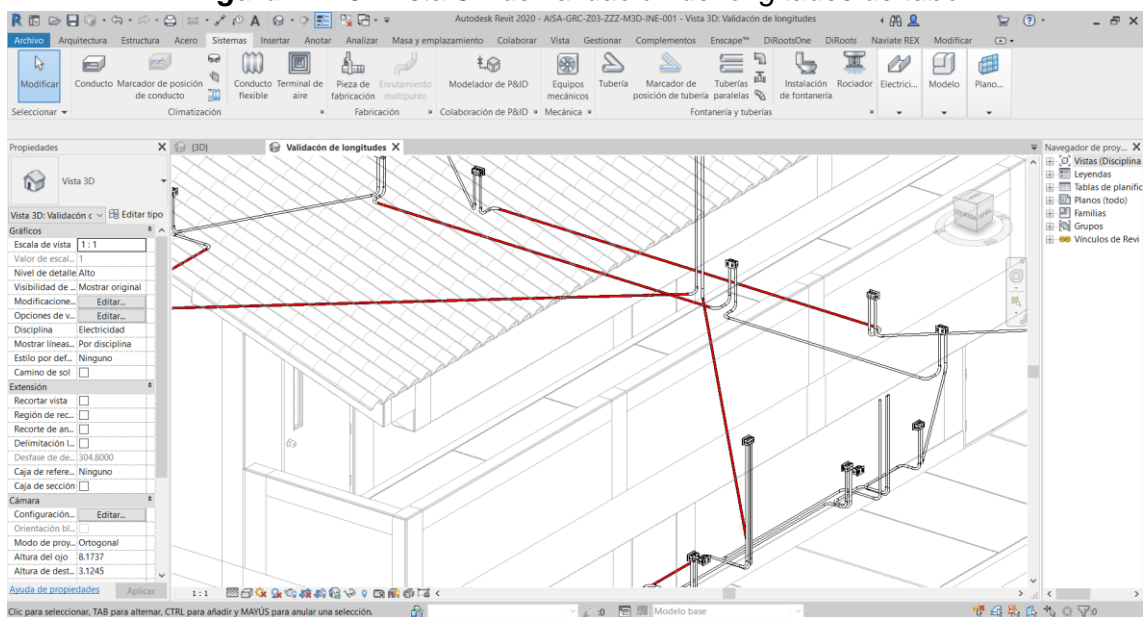 Autodesk Revit 2020 - AISA-GRC-Z03-ZZZ-M3D-INE-001 - Vista 3D: Validacón de longitudes
Archivo Arquitectura Estructura Acero Sistemas Insertar Anotar Analizar Masa y emplazamiento Colaborar Vista Gestionar Complementos Enscape™ DiRootsOne DiRoots Naviate REX Modificar
Modificar Conducto Marcador de posición de conducto Conducto flexible Terminal de aire Pieza de fabricación Enrutamiento multipunto Modelador de P&ID Equipos mecánicos Tubería Marcador de posición de tubería Tuberías paralelas Instalación de fontanería Rociador Electrici... Modelo Plano...
Seleccionar Climatización Fabricación Colaboración de P&ID Mecánica Fontanería y tuberías
Propiedades X {3D} Validacón de longitudes X Navegador de proy... X
Vista 3D
Vistas (Disciplina
Leyendas
Tablas de planific
Planos (todo)
Familias
Grupos
Vínculos de Revi
Vista 3D: Validacón c Editar tipo
Gráficos
Escala de vista 1 : 1
Valor de escal... 1
Nivel de detalle Alto
Visibilidad de ... Mostrar original
Modificacione... Editar...
Opciones de v... Editar...
Disciplina Electricidad
Mostrar líneas... Por disciplina
Estilo por def... Ninguno
Camino de sol
Extensión
Recortar vista
Región de rec...
Recorte de an...
Delimitación l...
Desfase de de... 304.8000
Caja de refere... Ninguno
Caja de sección
Cámara
Configuración... Editar...
Orientación bl...
Modo de proy... Ortogonal
Altura del ojo 8.1737
Altura de dest... 3.1245
Ayuda de propiedades Aplicar
1 : 1
Clic para seleccionar, TAB para alternar, CTRL para añadir y MAYÚS para anular una selección. :0 Modelo base :0